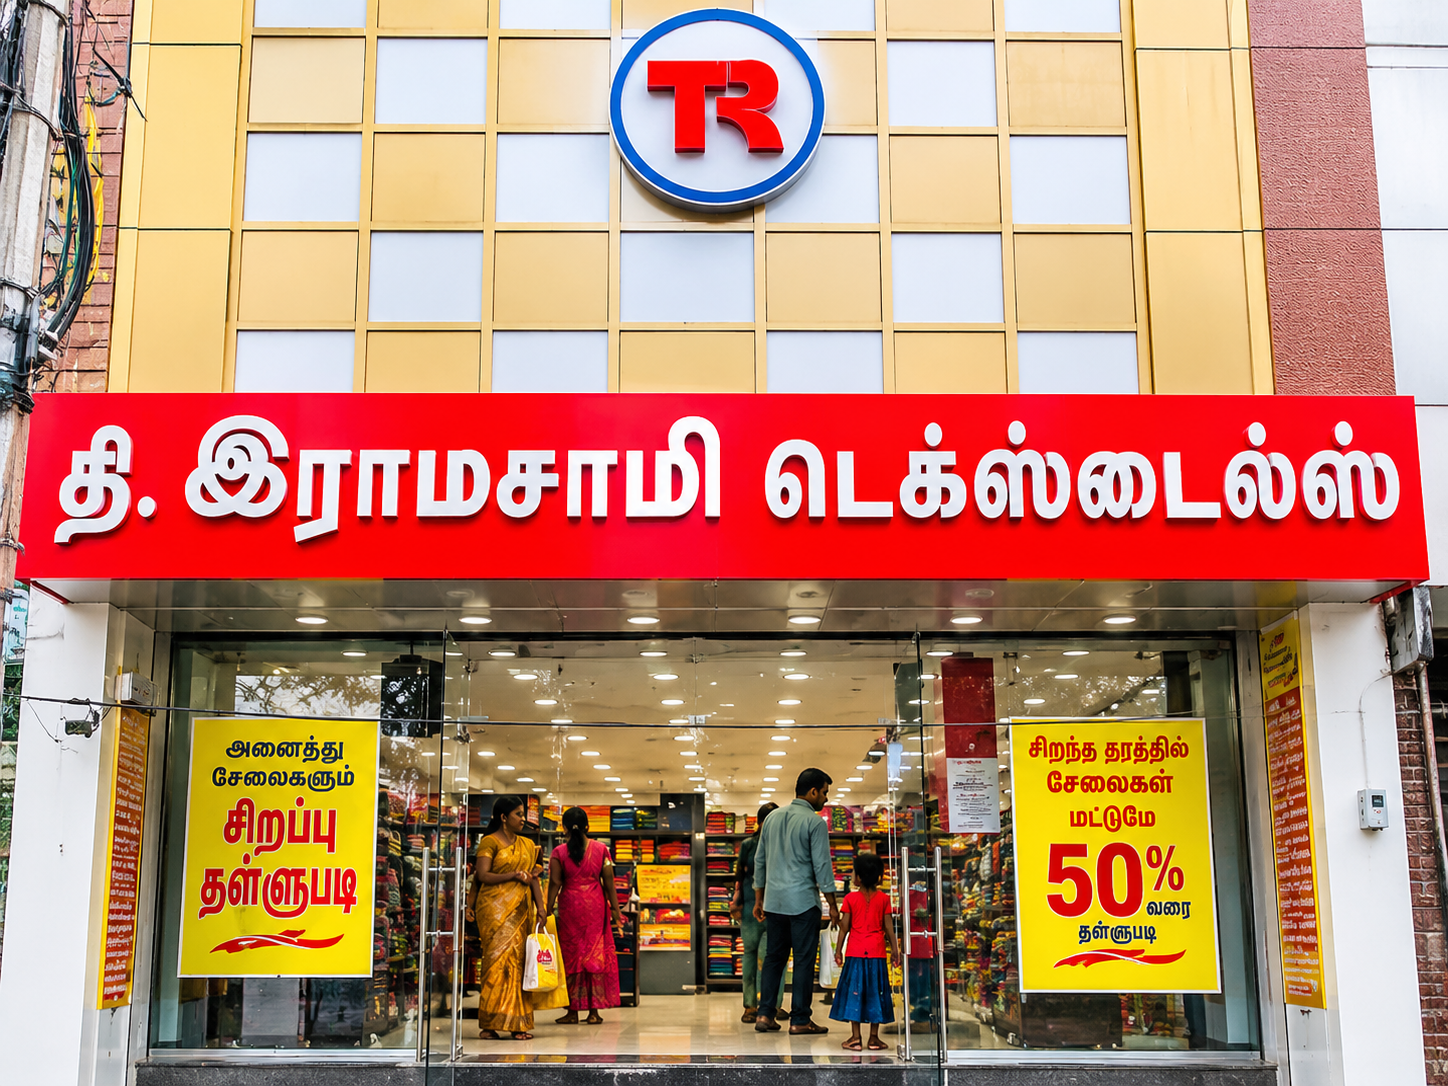 TR
தி. இராமசாமி டெக்ஸ்டைல்ஸ்
அனைத்து
சேலைகளும்
சிறப்பு
தள்ளுபடி
சிறந்த தரத்தில்
சேலைகள்
மட்டுமே
50%
வரை
தள்ளுபடி